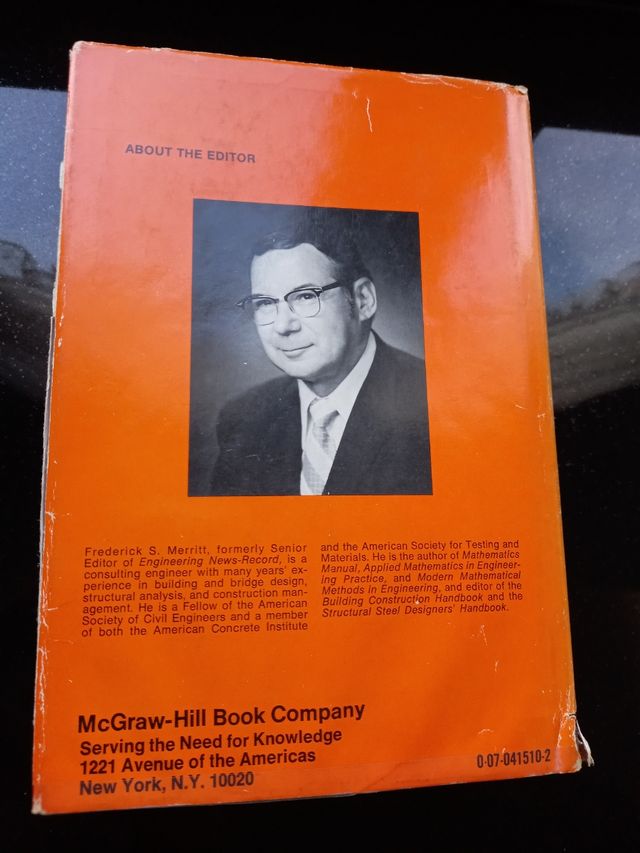 ABOUT THE EDITOR
Frederick S. Merritt, formerly Senior
Editor of Engineering News-Record, is a
consulting engineer with many years' ex-
perience in building and bridge design,
structural analysis, and construction man-
agement. He is a Fellow of the American
Society of Civil Engineers and a member
of both the American Concrete Institute
and the American Society for Testing and
Materials. He is the author of Mathematics
Manual, Applied Mathematics in Engineer-
ing Practice, and Modern Mathematical
Methods in Engineering, and editor of the
Building Construction Handbook and the
Structural Steel Designers' Handbook.
McGraw-Hill Book Company
Serving the Need for Knowledge
1221 Avenue of the Americas
New York, N.Y. 10020
0-07-041510-2